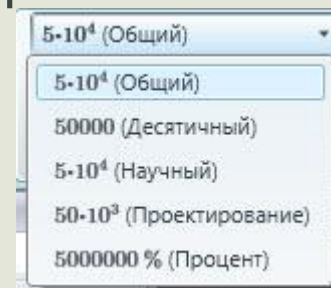 5·10⁴ (Общий)
5·10⁴ (Общий)
50000 (Десятичный)
5·10⁴ (Научный)
50·10³ (Проектирование)
5000000 % (Процент)